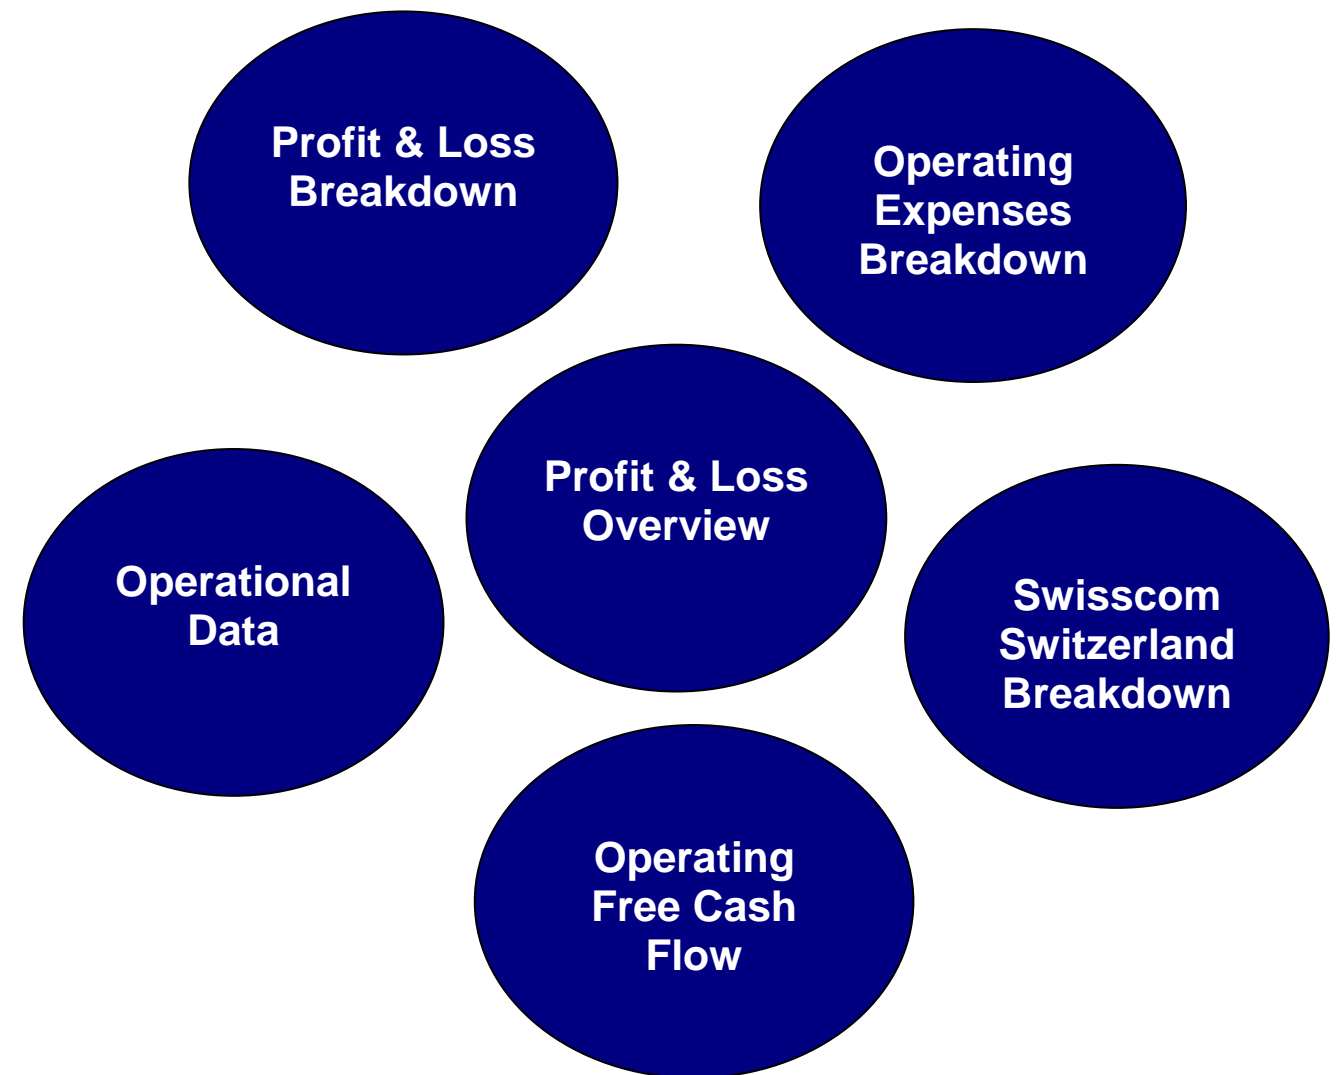 Profit & Loss
Breakdown
Operating
Expenses
Breakdown
Profit & Loss
Overview
Operational
Data
Swisscom
Switzerland
Breakdown
Operating
Free Cash
Flow